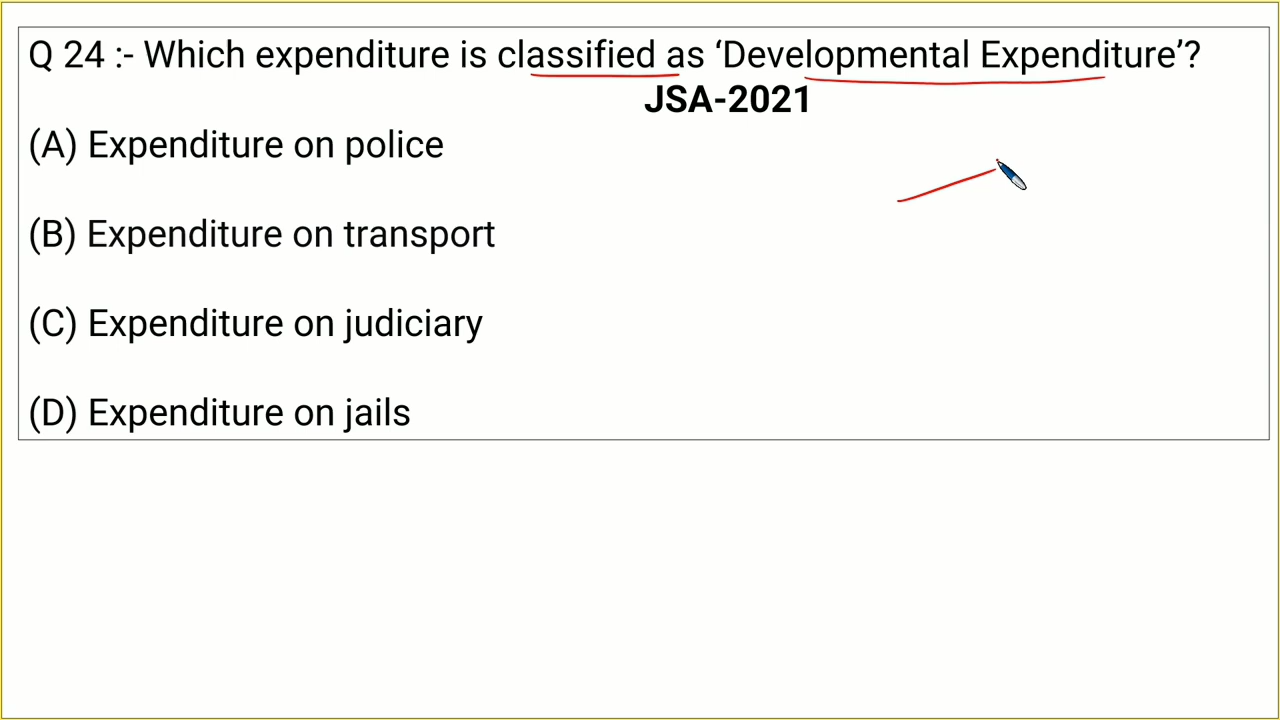 Q 24 :- Which expenditure is classified as ‘Developmental Expenditure’?
JSA-2021
(A) Expenditure on police
(B) Expenditure on transport
(C) Expenditure on judiciary
(D) Expenditure on jails